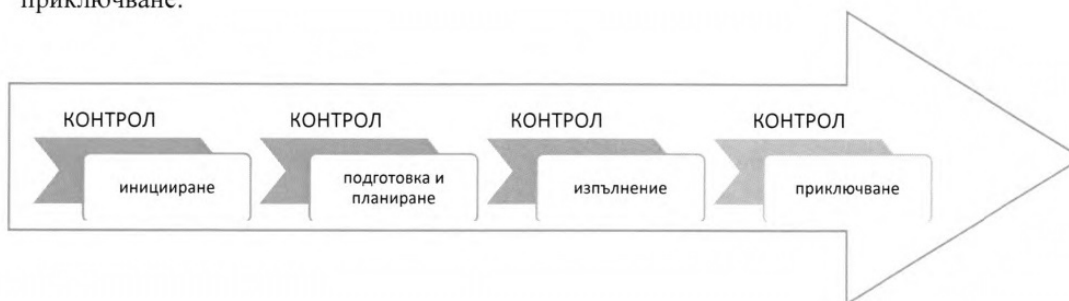 приключване.
КОНТРОЛ КОНТРОЛ КОНТРОЛ КОНТРОЛ
иницииране
подготовка и
планиране
изпълнение
приключване